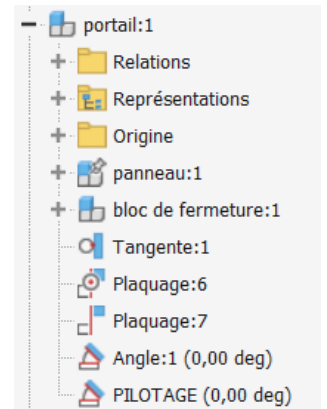 portail:1
Relations
Représentations
Origine
panneau:1
bloc de fermeture:1
Tangente:1
Plaquage:6
Plaquage:7
Angle:1 (0,00 deg)
PILOTAGE (0,00 deg)